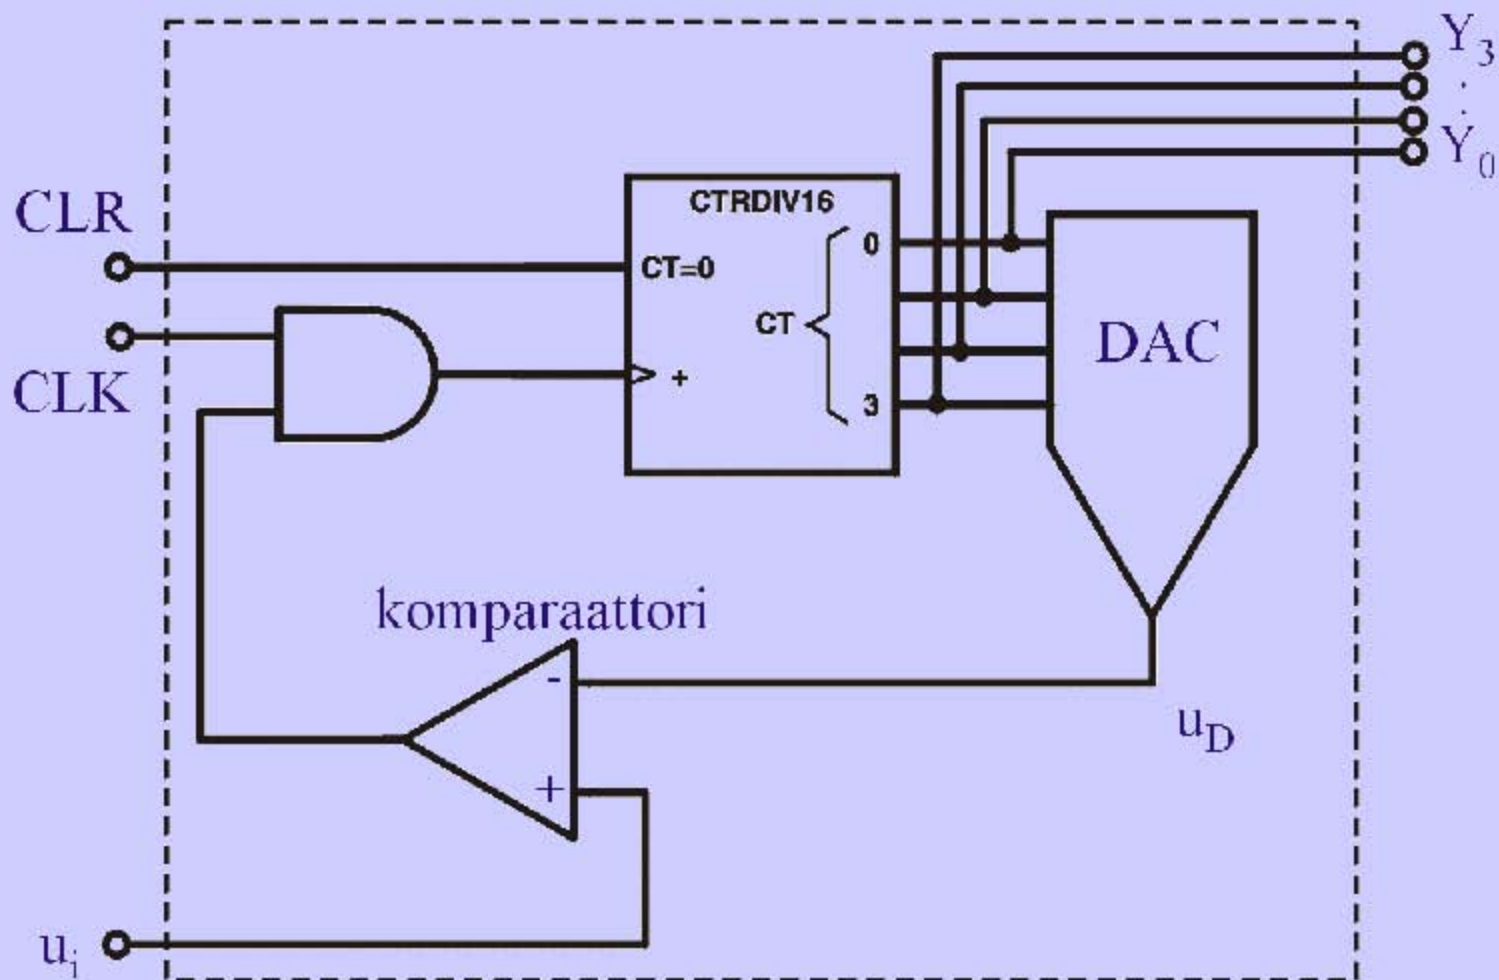 Y3
.
.
Y0
CLR
CTRDIV16
CT=0
0
CT
3
+
CLK
DAC
komparaattori
-
+
uD
ui